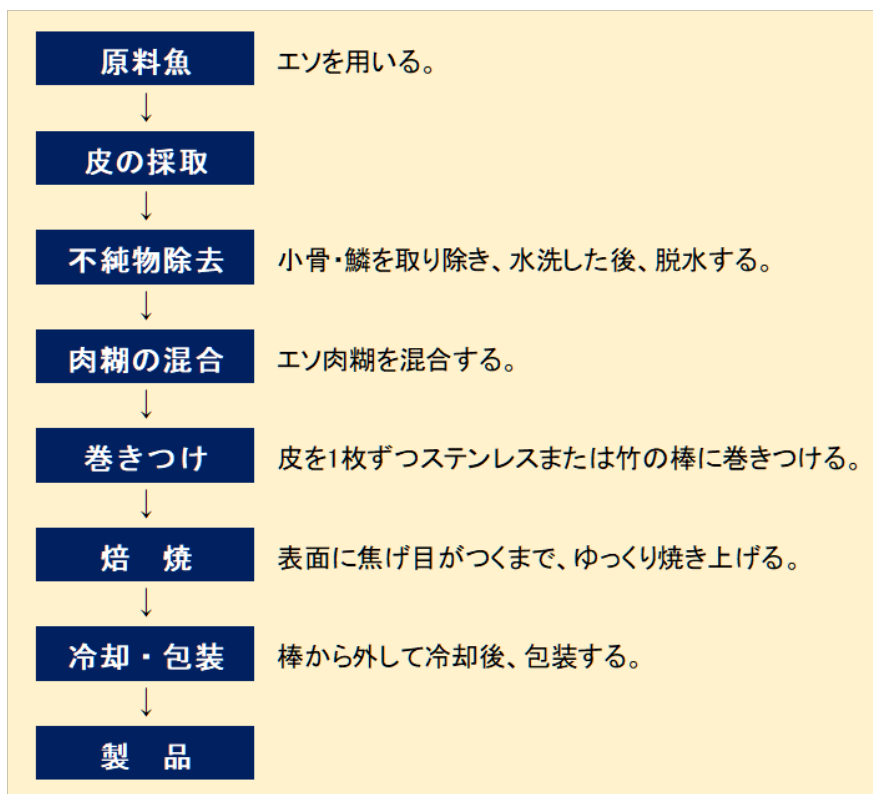 原料魚 エソを用いる。
↓
皮の採取
↓
不純物除去 小骨・鱗を取り除き、水洗した後、脱水する。
↓
肉糊の混合 エソ肉糊を混合する。
↓
巻きつけ 皮を1枚ずつステンレスまたは竹の棒に巻きつける。
↓
焙　焼 表面に焦げ目がつくまで、ゆっくり焼き上げる。
↓
冷却・包装 棒から外して冷却後、包装する。
↓
製　品